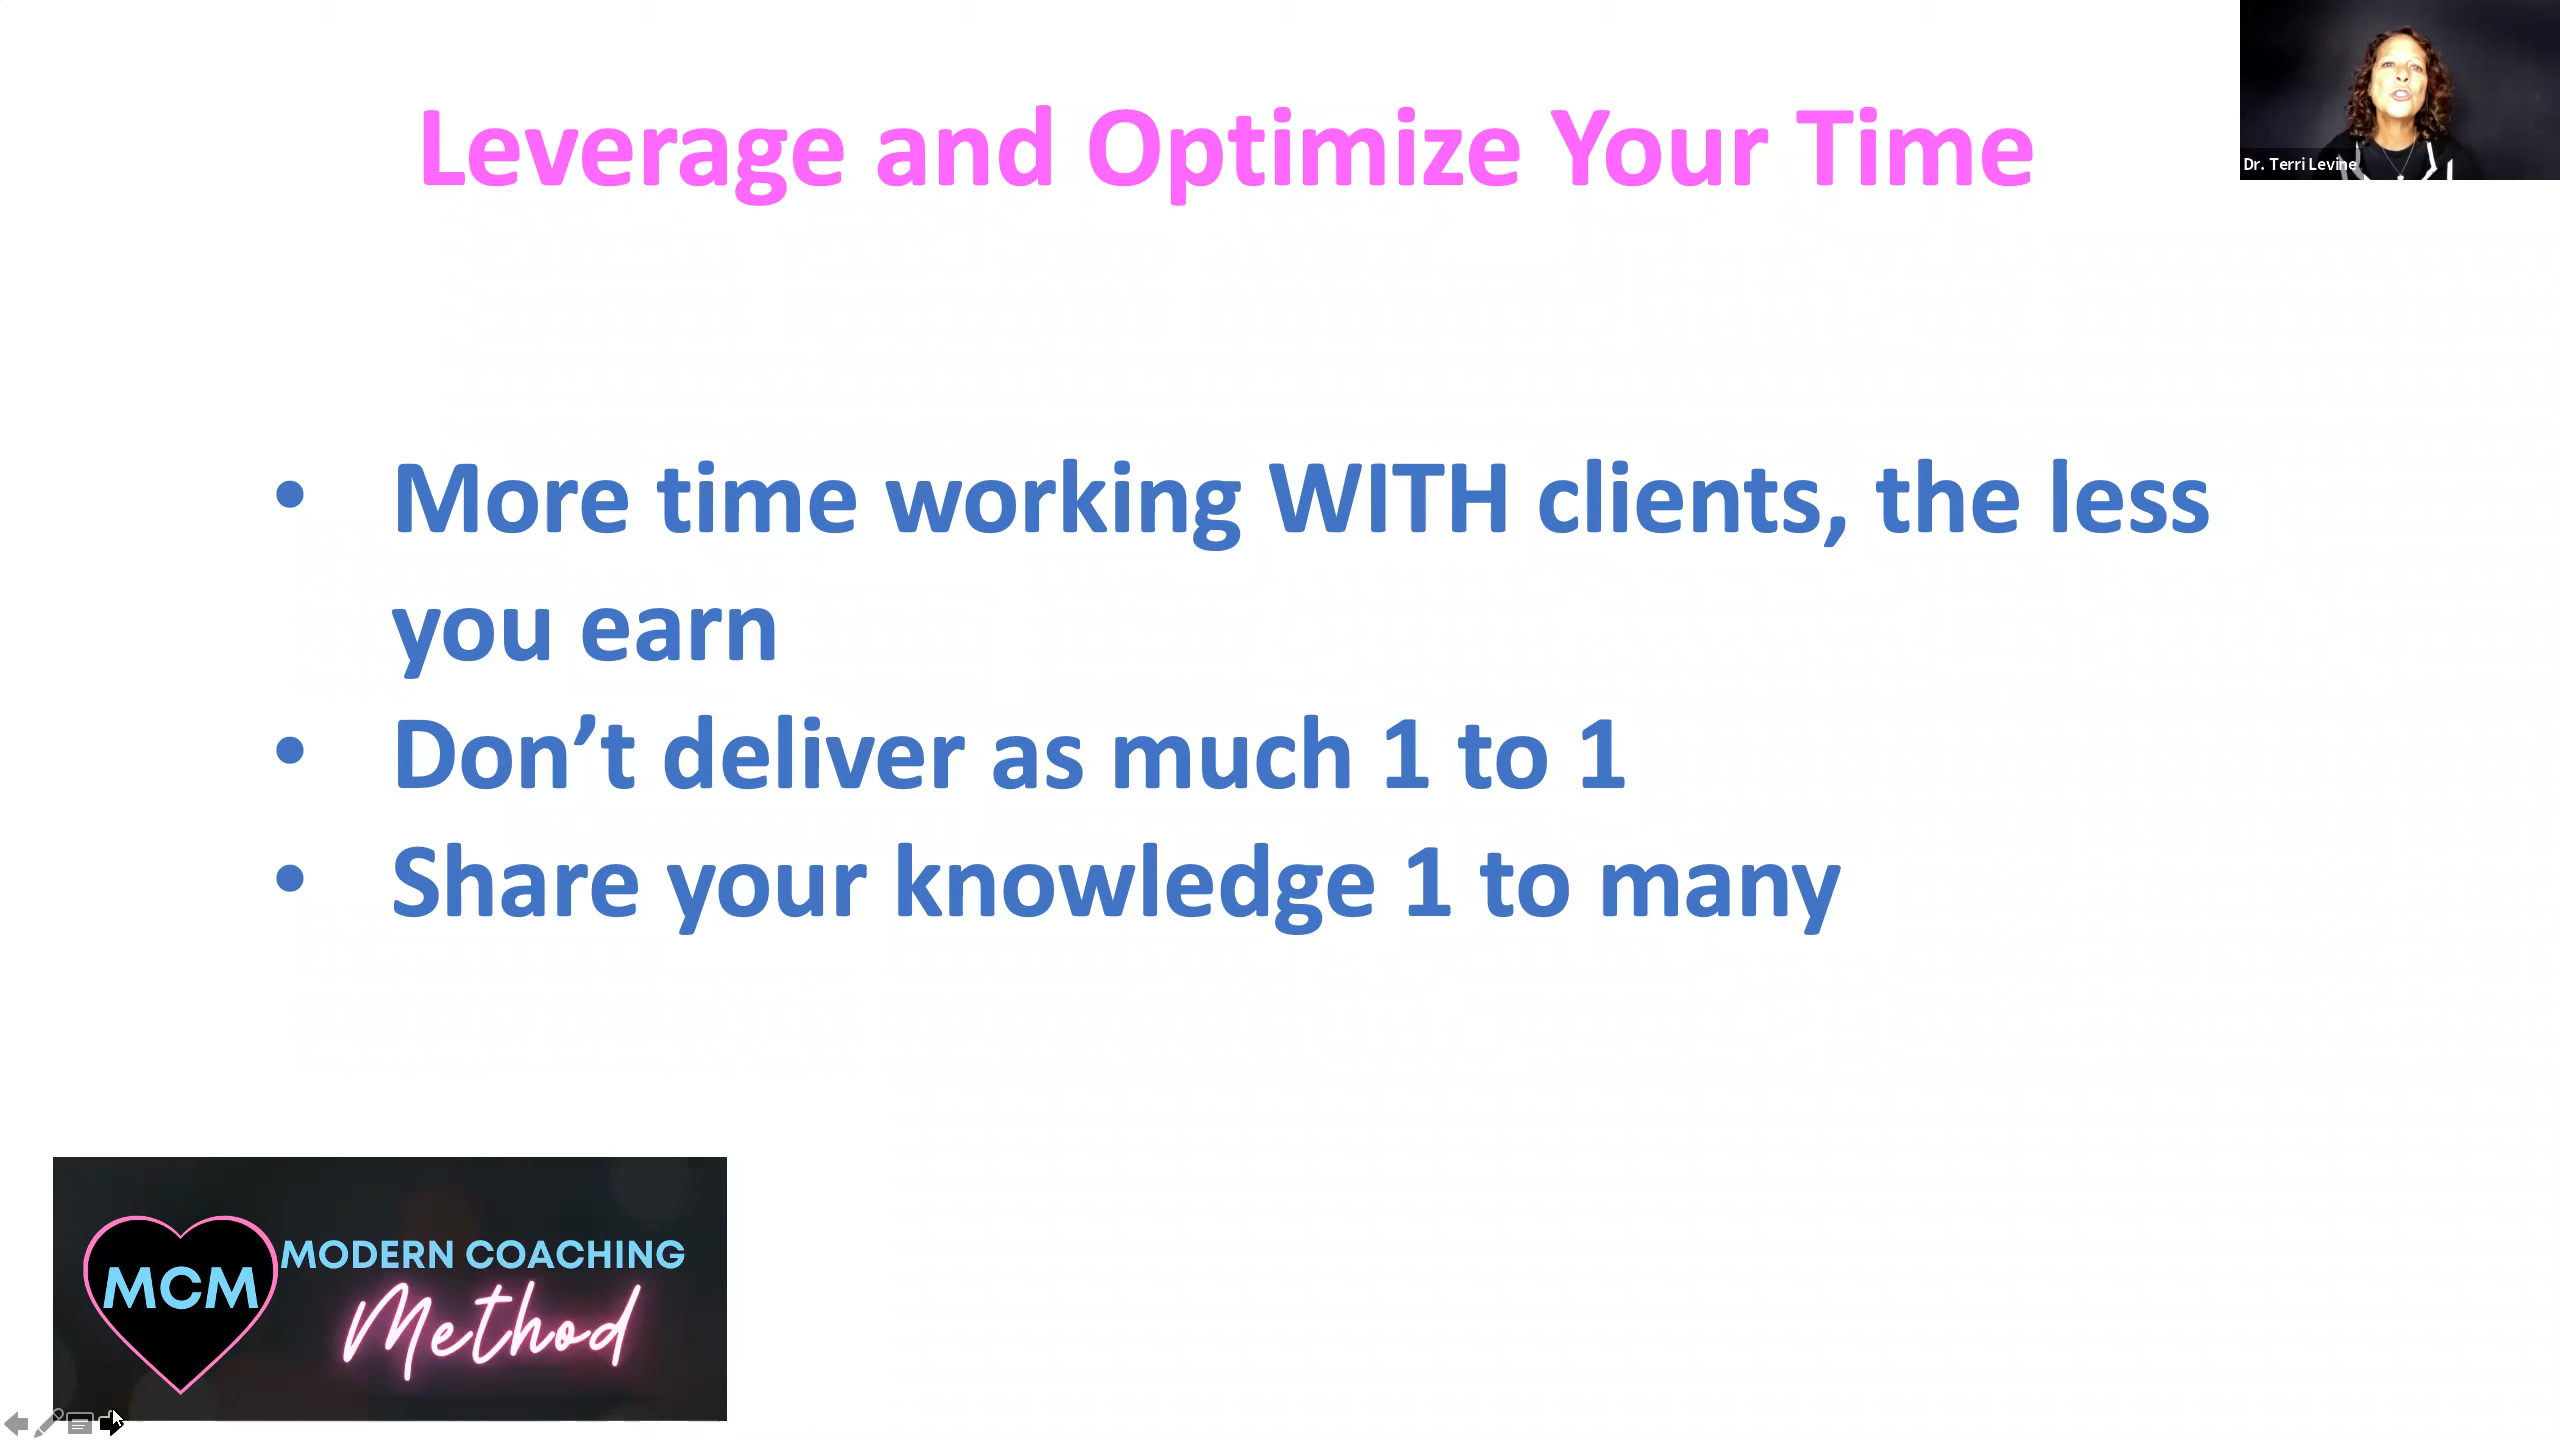 Leverage and Optimize Your Time
Dr. Terri Levine
• More time working WITH clients, the less
you earn
• Don’t deliver as much 1 to 1
• Share your knowledge 1 to many
MCM
MODERN COACHING
Method